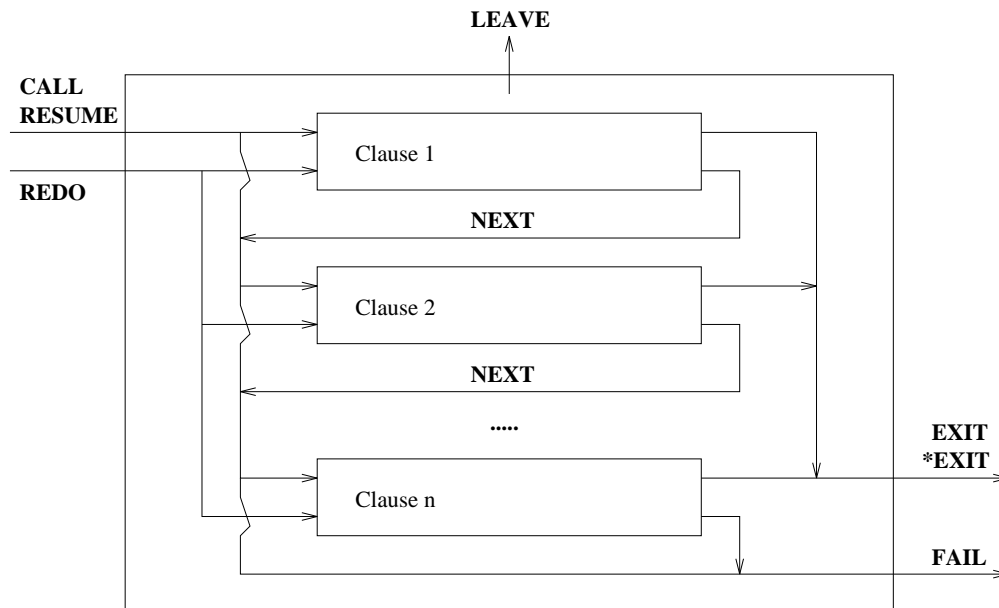 LEAVE
CALL
RESUME
REDO
Clause 1
NEXT
Clause 2
NEXT
.....
Clause n
EXIT
*EXIT
FAIL